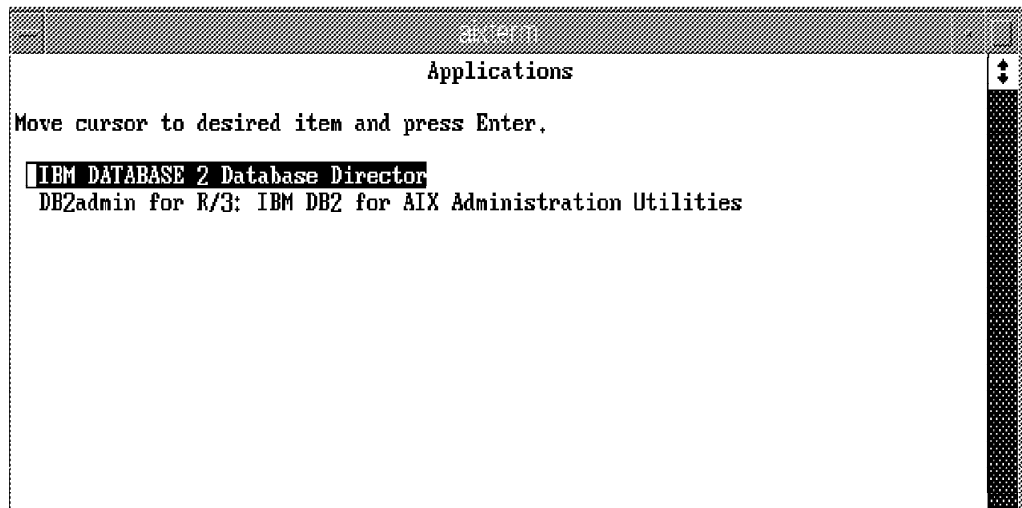 aixterm
Applications
Move cursor to desired item and press Enter.
IBM DATABASE 2 Database Director
DB2admin for R/3: IBM DB2 for AIX Administration Utilities